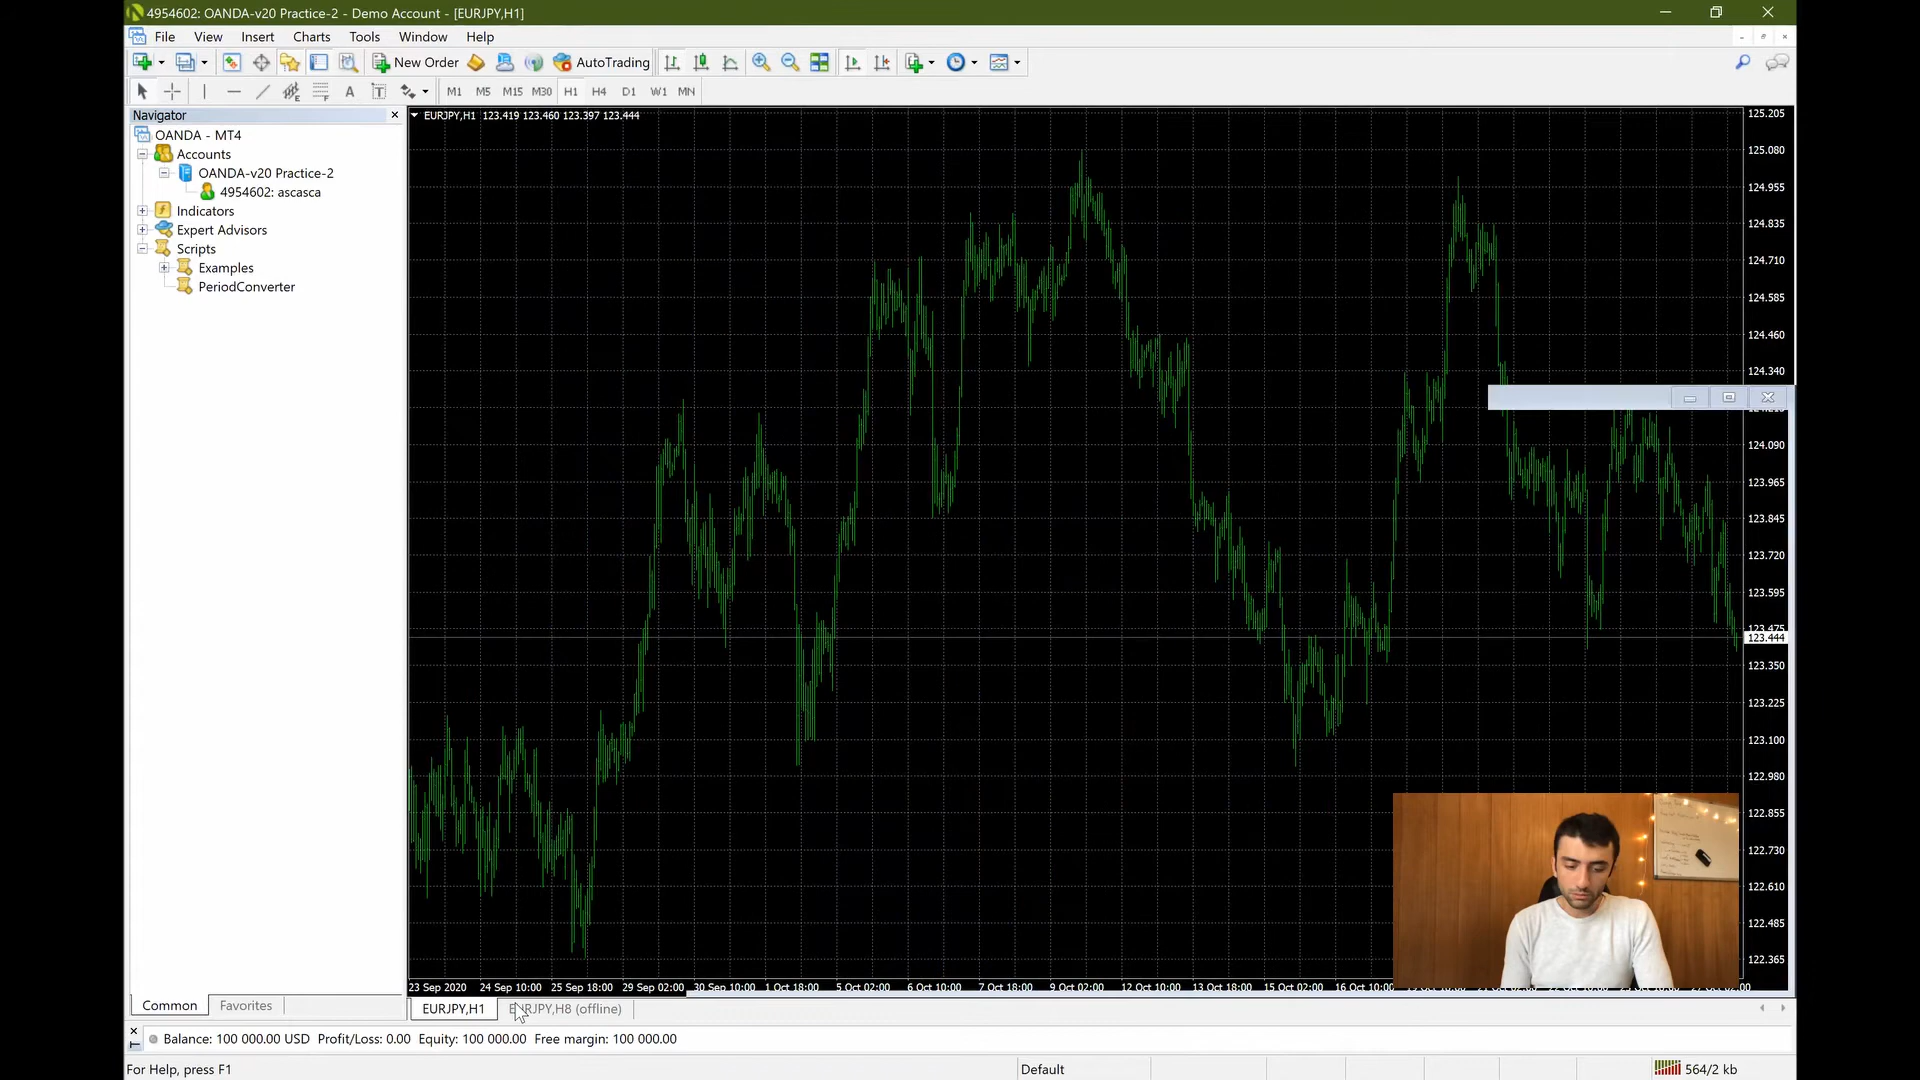 4954602: OANDA-v20 Practice-2 - Demo Account - [EURJPY,H1]
File View Insert Charts Tools Window Help
New Order AutoTrading
A T M1 M5 M15 M30 H1 H4 D1 W1 MN
Navigator
OANDA - MT4
Accounts
OANDA-v20 Practice-2
4954602: ascasca
Indicators
Expert Advisors
Scripts
Examples
PeriodConverter
Common Favorites
EURJPY,H1 123.419 123.460 123.397 123.444
125.205
125.080
124.955
124.835
124.710
124.585
124.460
124.340
124.090
123.965
123.845
123.720
123.595
123.475
123.444
123.350
123.225
123.100
122.980
122.855
122.730
122.610
122.485
122.365
23 Sep 2020 24 Sep 10:00 25 Sep 18:00 29 Sep 02:00 30 Sep 10:00 1 Oct 18:00 5 Oct 02:00 6 Oct 10:00 7 Oct 18:00 9 Oct 02:00 12 Oct 10:00 13 Oct 18:00 15 Oct 02:00 16 Oct 10:00
EURJPY,H1 EURJPY,H8 (offline)
Balance: 100 000.00 USD Profit/Loss: 0.00 Equity: 100 000.00 Free margin: 100 000.00
For Help, press F1 Default 564/2 kb